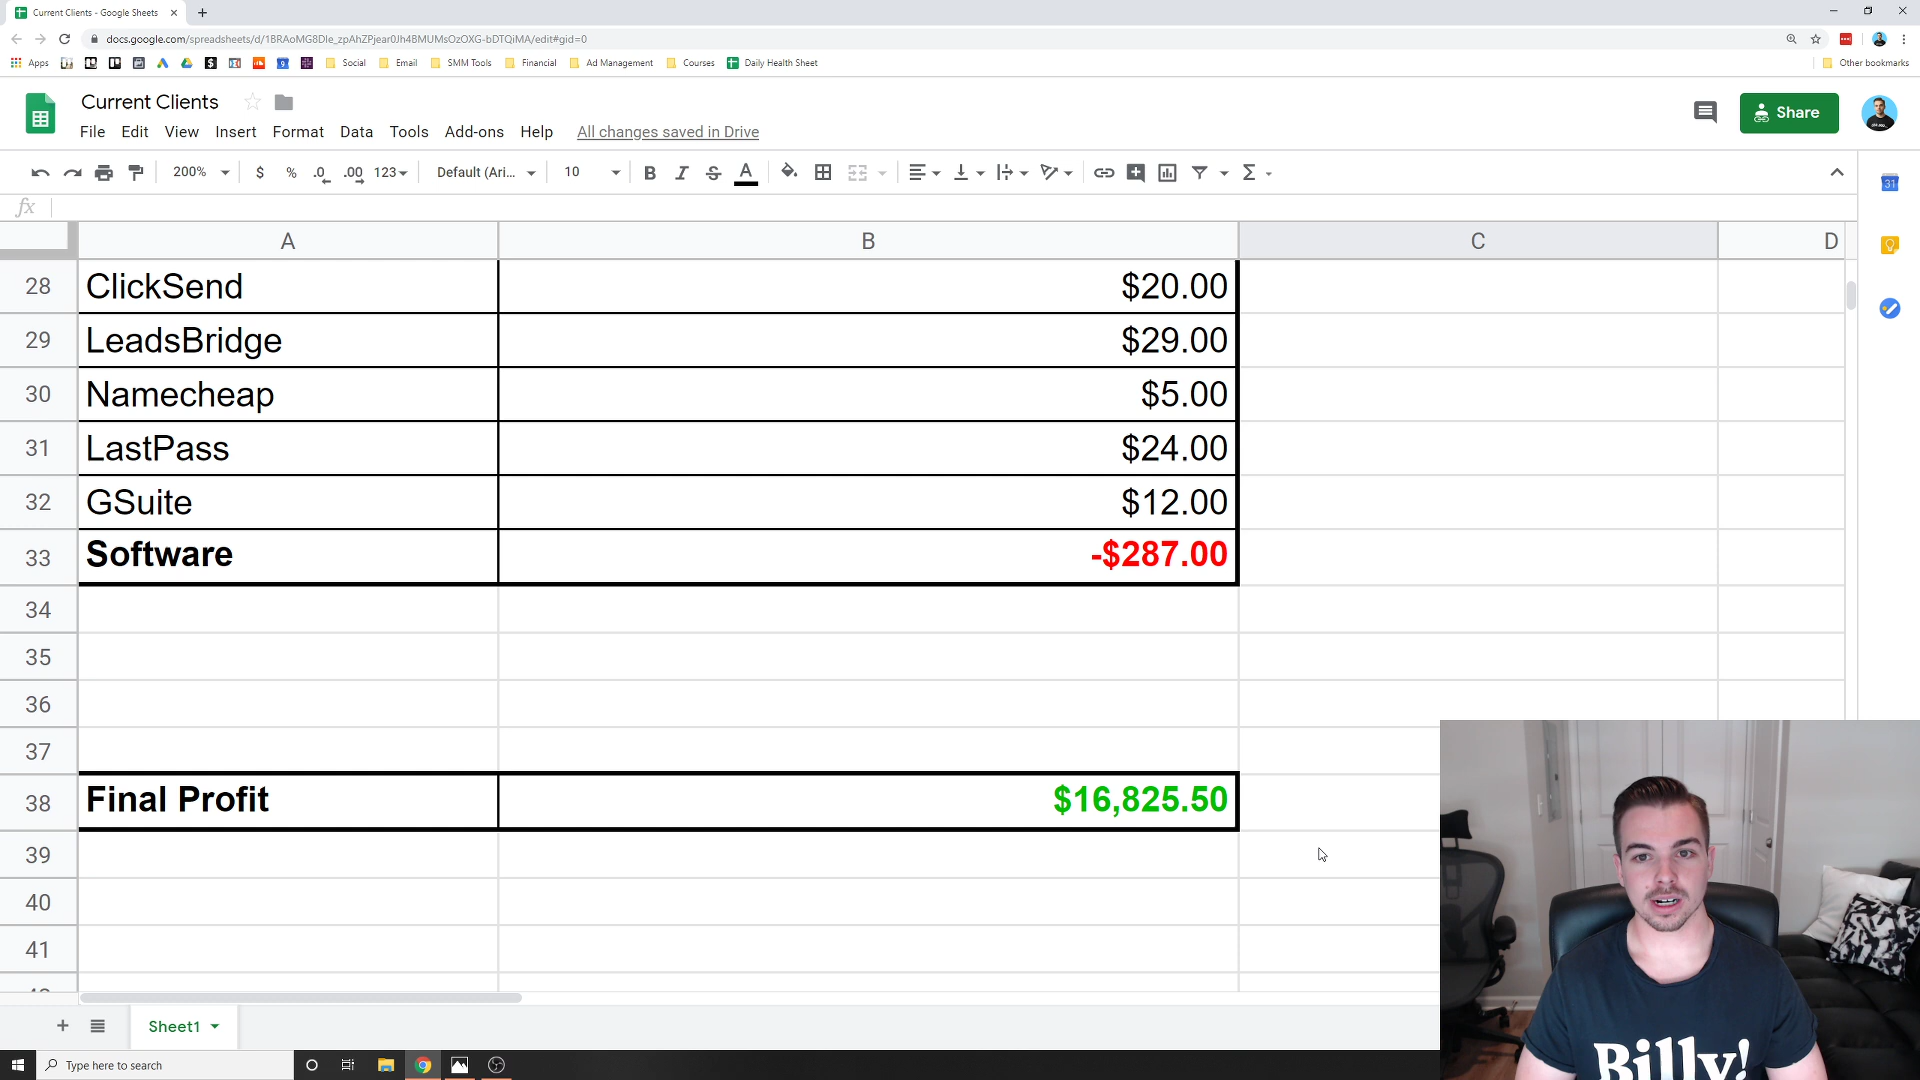 Current Clients - Google Sheets
docs.google.com/spreadsheets/d/1BRAoMG8Dle_zpAhZPjear0Jh4BMUMsOzOXG-bDTQiMA/edit#gid=0
Apps Social Email SMM Tools Financial Ad Management Courses Daily Health Sheet Other bookmarks
Current Clients
Share
File Edit View Insert Format Data Tools Add-ons Help All changes saved in Drive
200% $ % .0 .00 123 Default (Ari... 10 B I S A Σ
31
fx
A B C D
28 ClickSend $20.00
29 LeadsBridge $29.00
30 Namecheap $5.00
31 LastPass $24.00
32 GSuite $12.00
33 Software -$287.00
34
35
36
37
38 Final Profit $16,825.50
39
40
41
Sheet1
Billy!
Type here to search